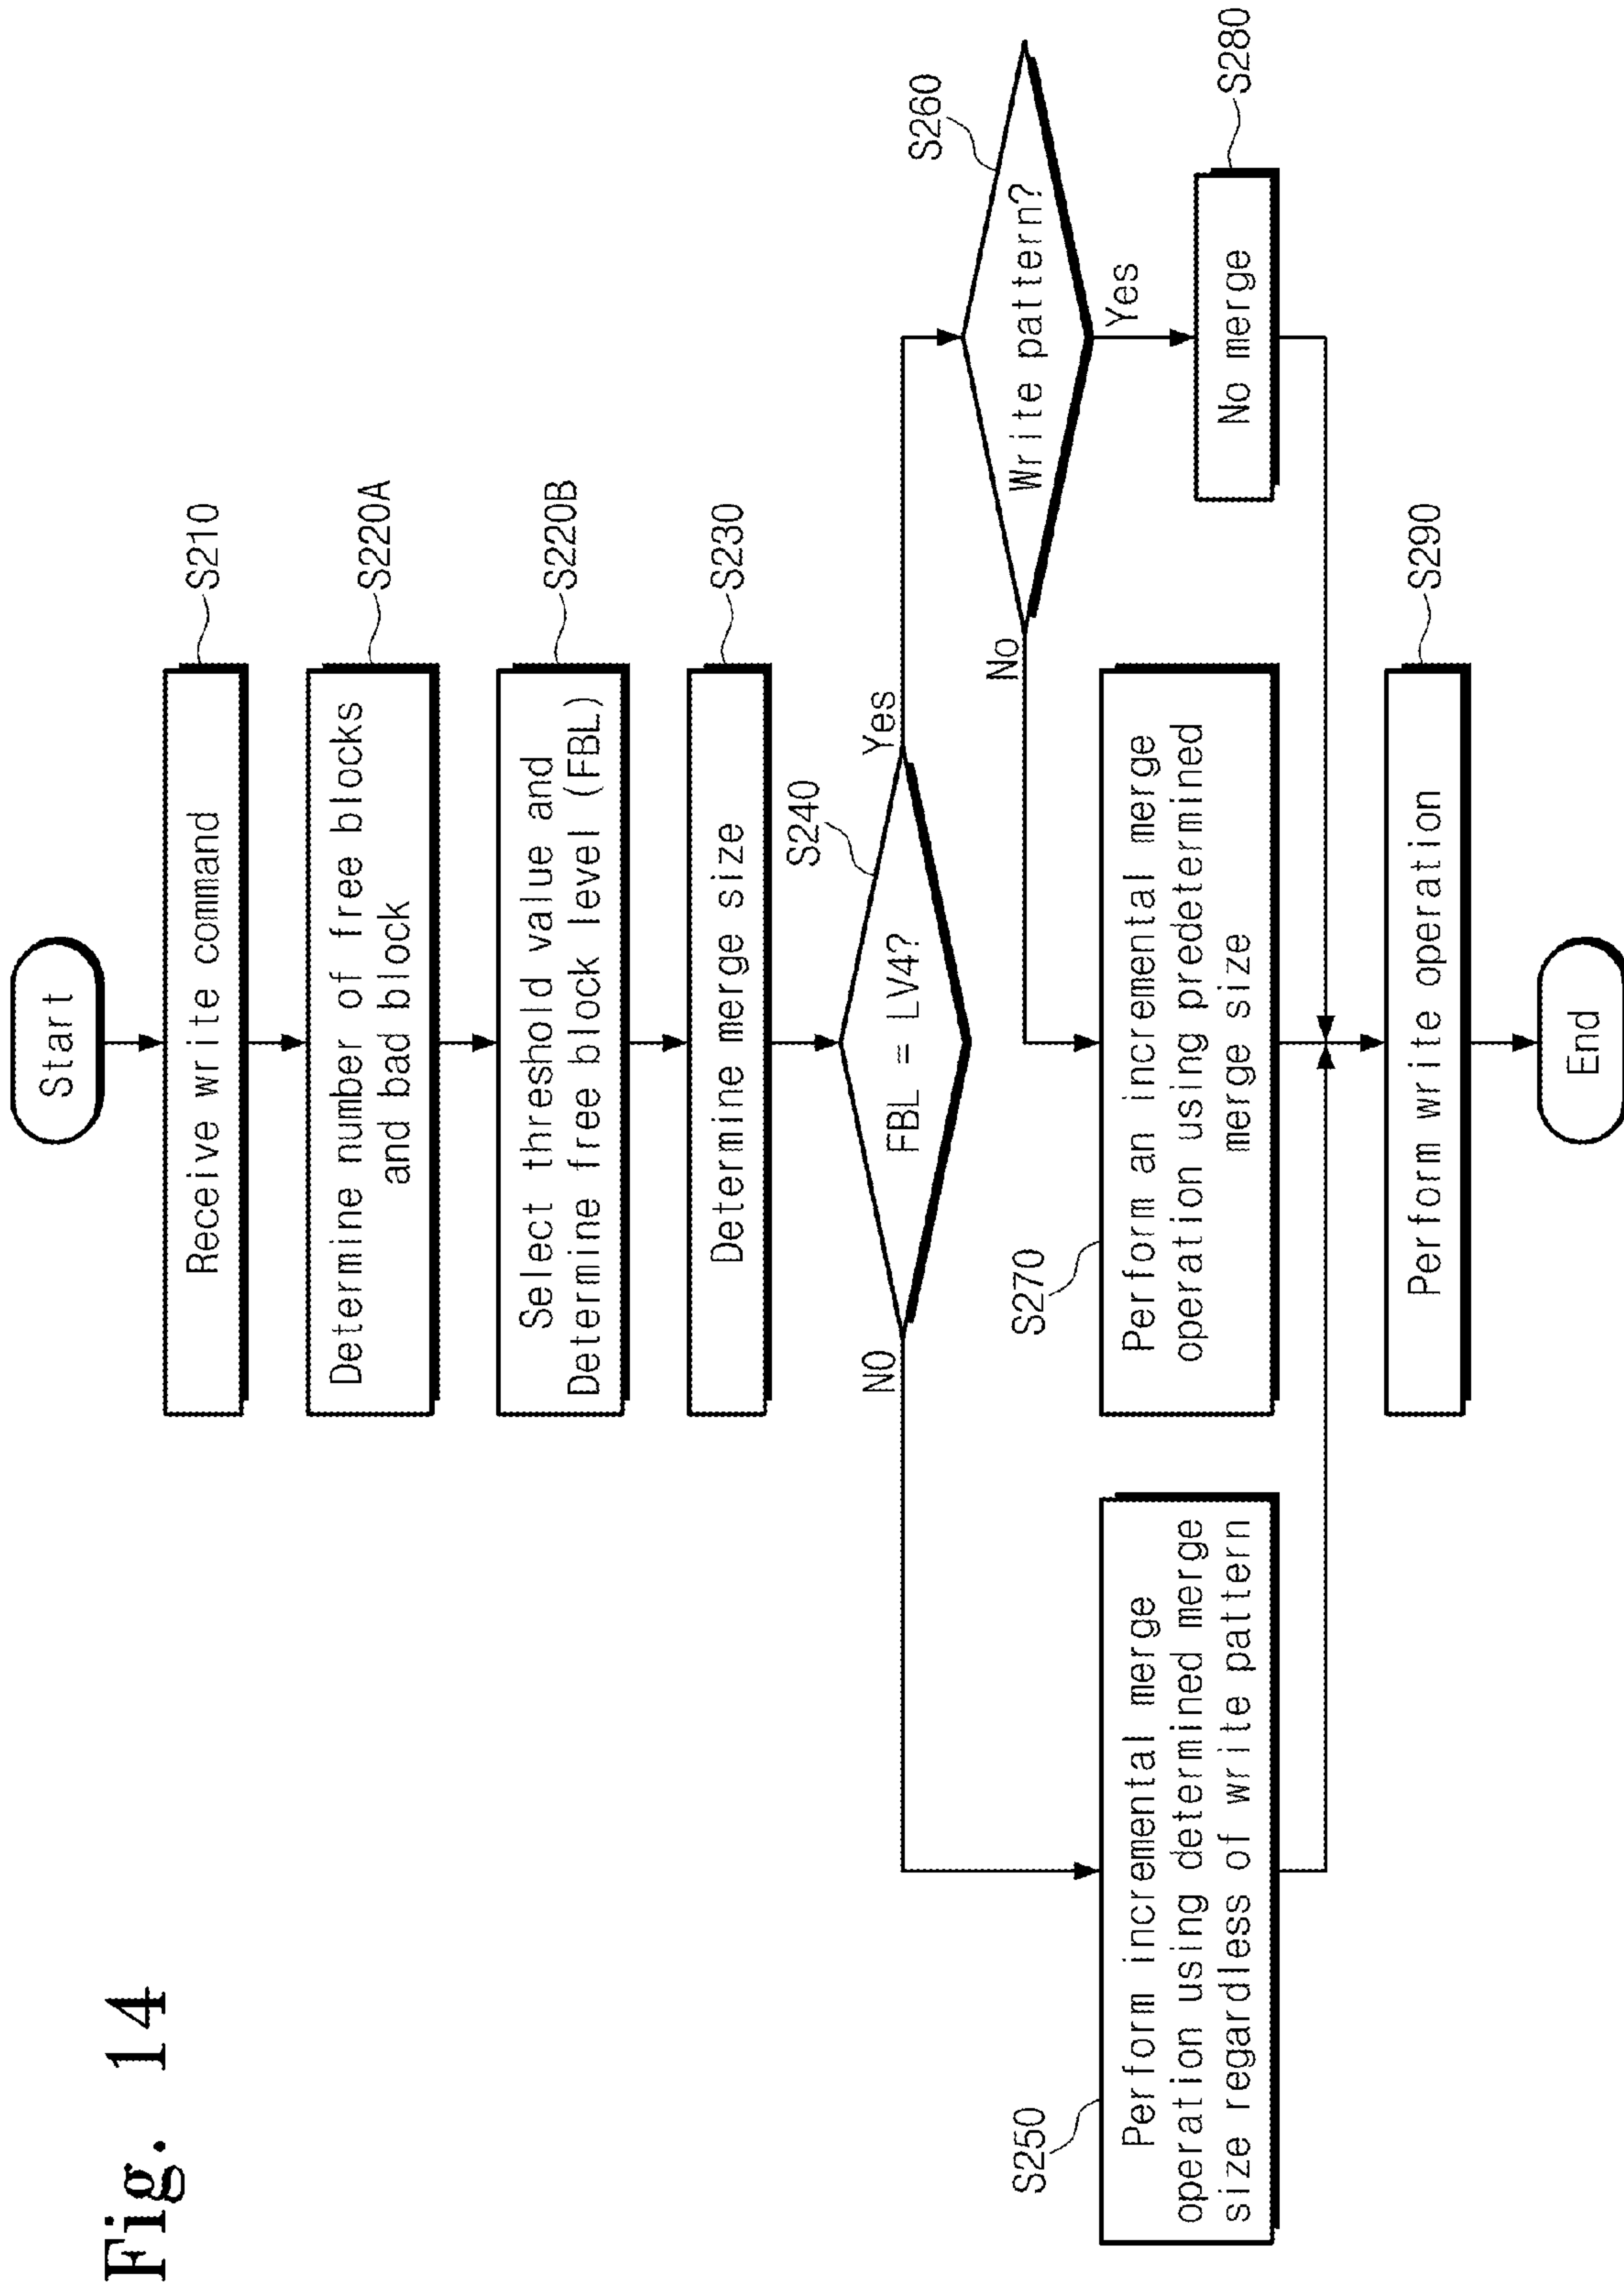 Fig. 14
Start
Receive write command
S210
Determine number of free blocks
and bad block
S220A
Select threshold value and
Determine free block level (FBL)
S220B
Determine merge size
S230
FBL = LV4?
S240
NO
Yes
Write pattern?
S260
No
Yes
S250
Perform incremental merge
operation using determined merge
size regardless of write pattern
S270
Perform an incremental merge
operation using predetermined
merge size
No merge
S280
Perform write operation
S290
End